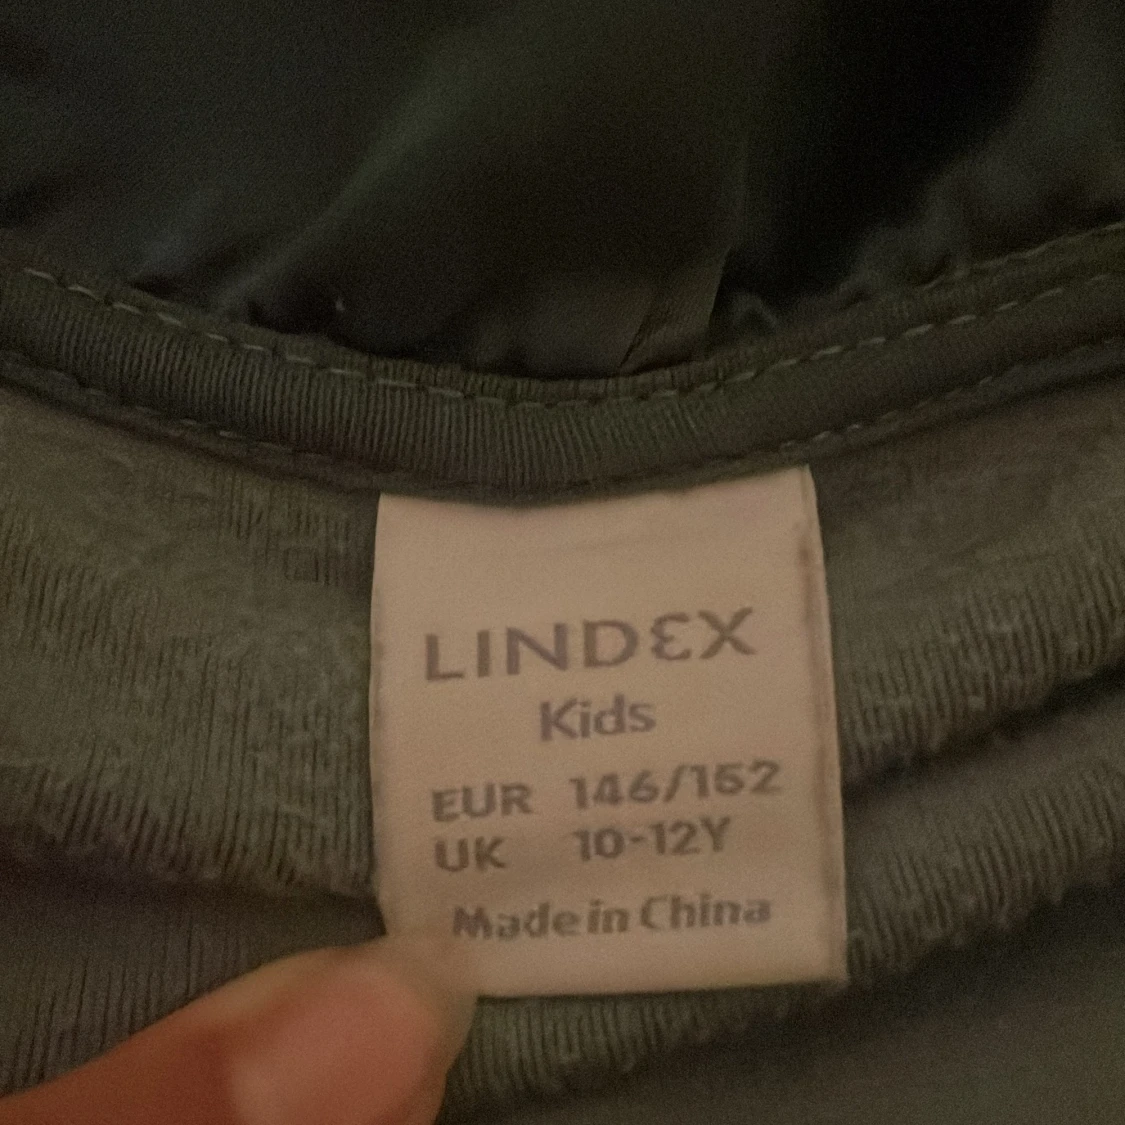 LINDEX
Kids
EUR 146/152
UK 10-12Y
Made in China